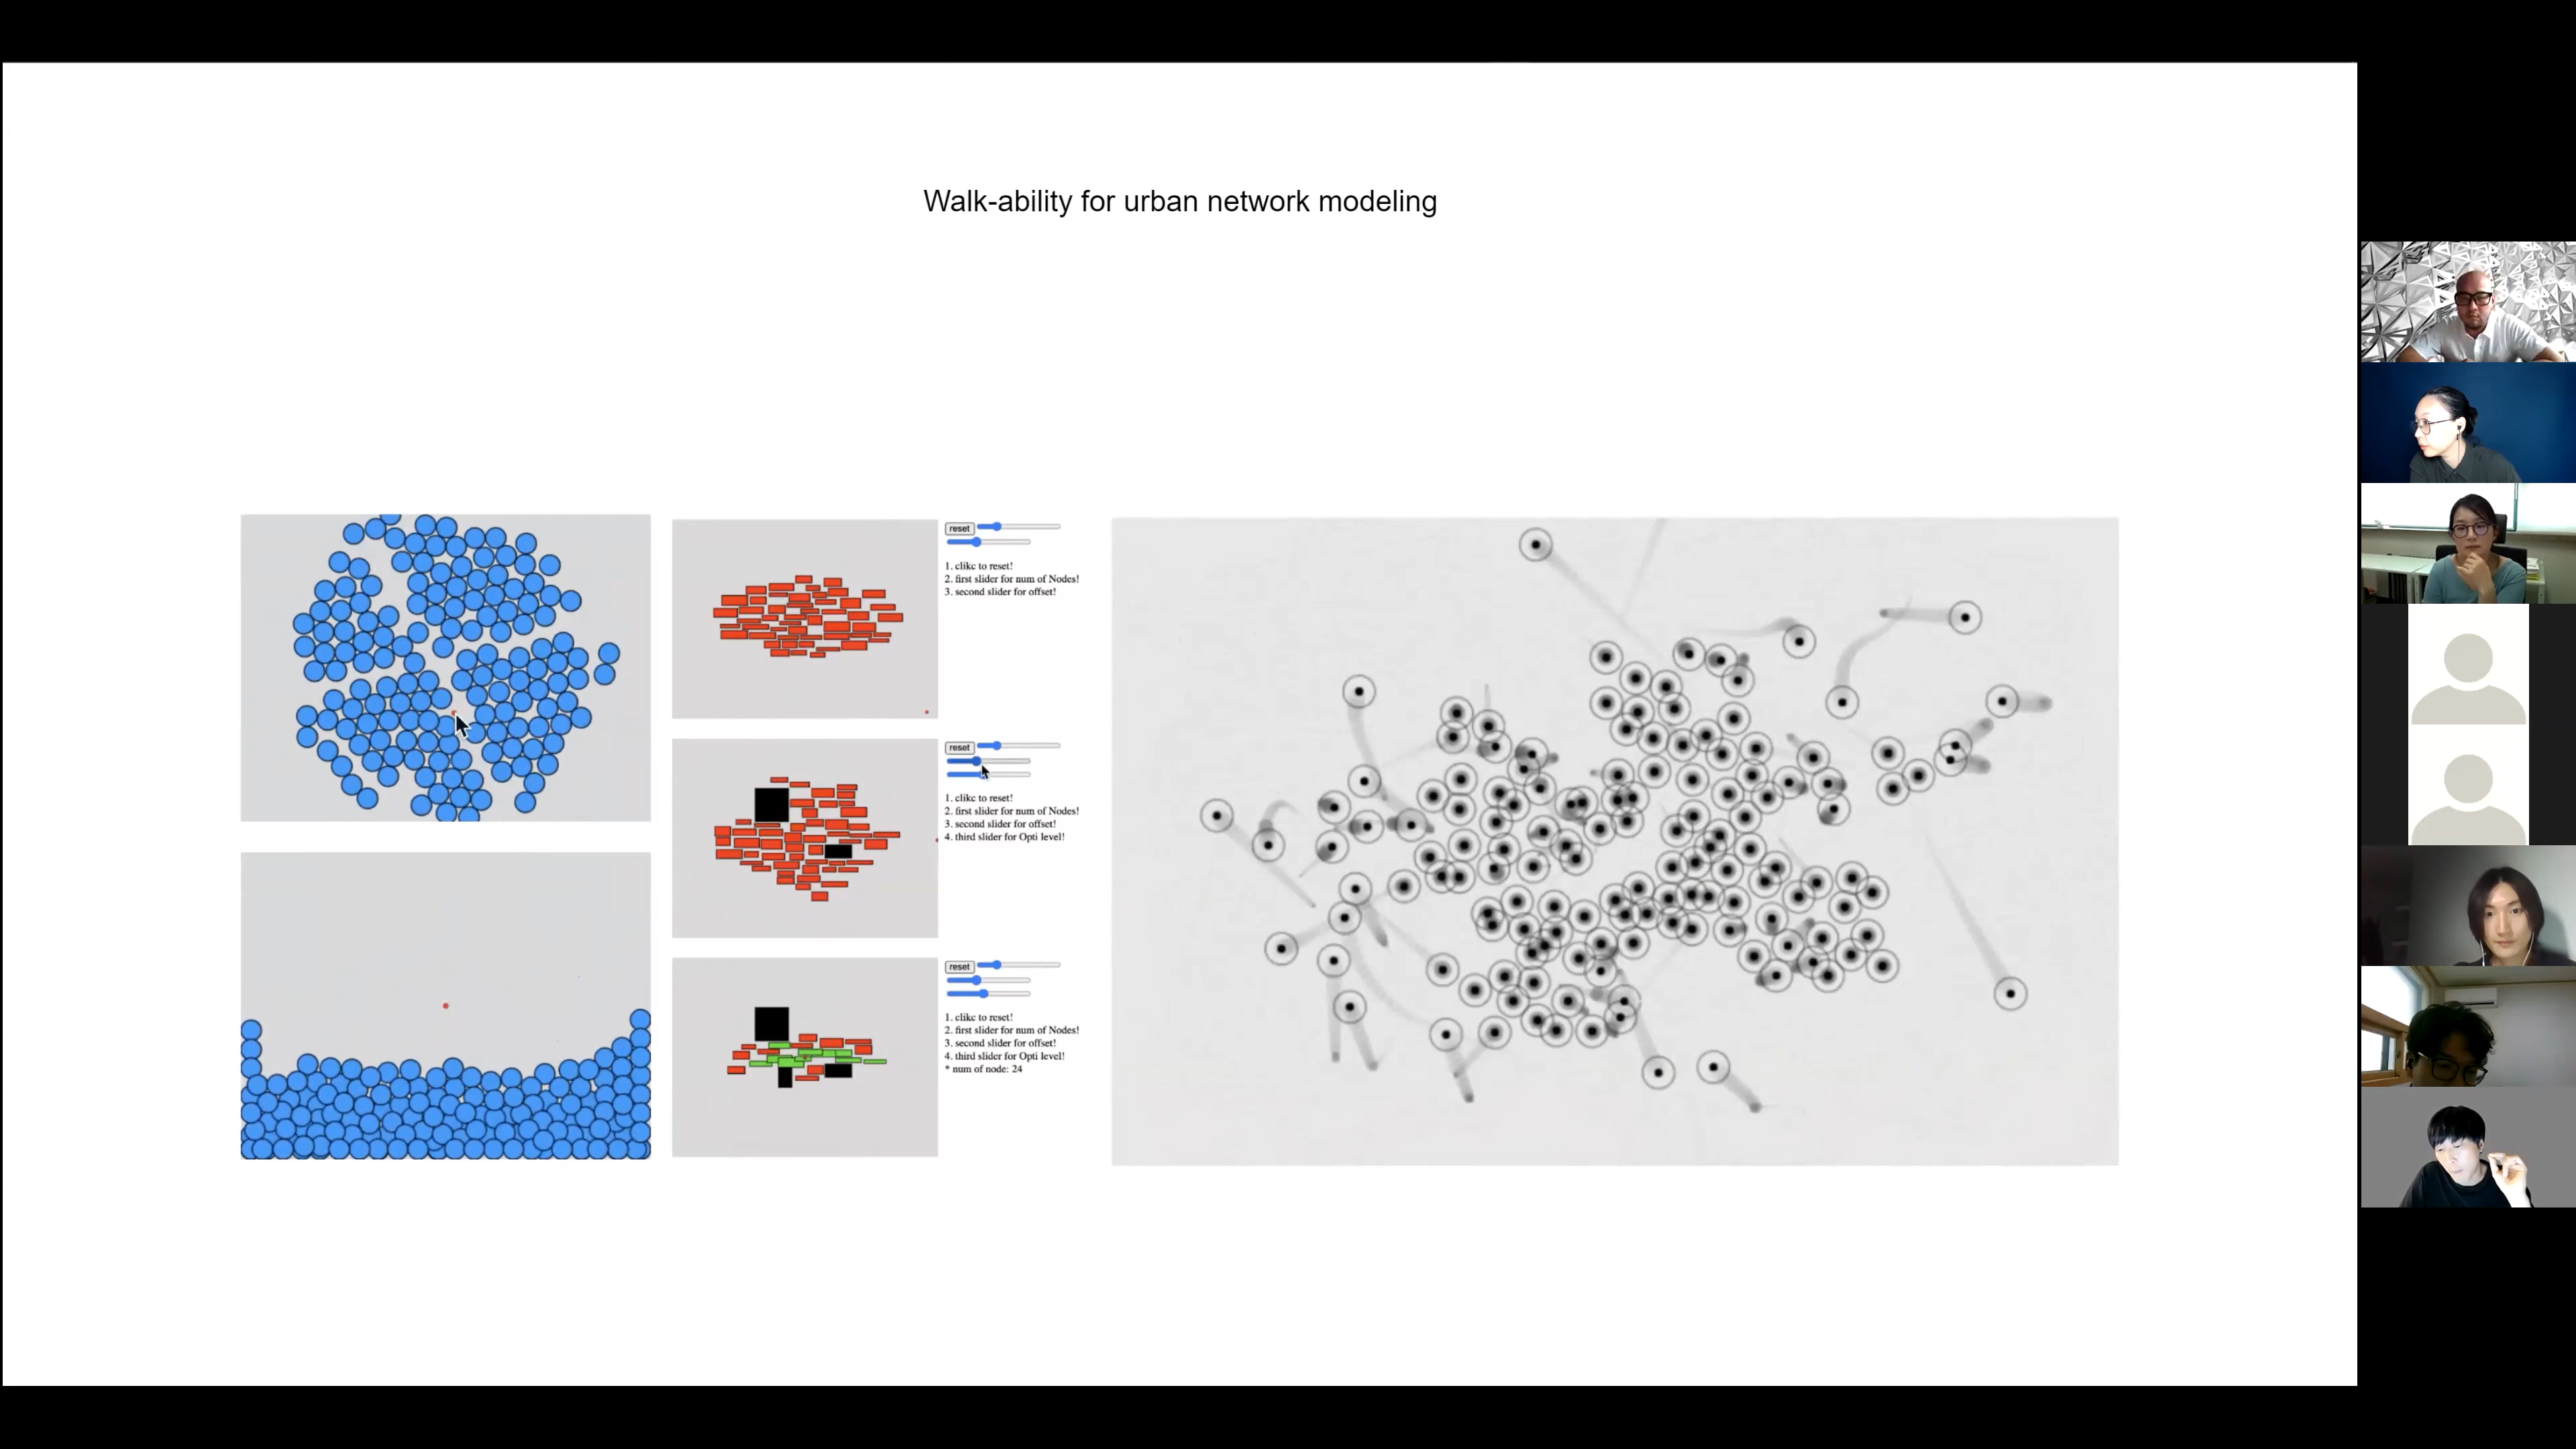 Walk-ability for urban network modeling
reset
1. clikc to reset!
2. first slider for num of Nodes!
3. second slider for offset!
reset
1. clikc to reset!
2. first slider for num of Nodes!
3. second slider for offset!
4. third slider for Opti level!
reset
1. clikc to reset!
2. first slider for num of Nodes!
3. second slider for offset!
4. third slider for Opti level!
* num of node: 24